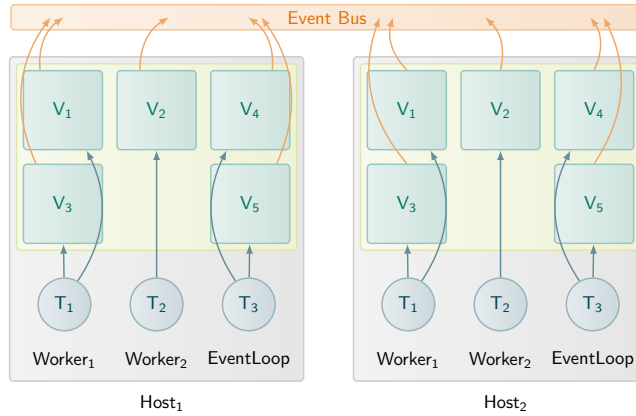 Event Bus
V₁ V₂ V₄ V₁ V₂ V₄
V₃ V₅ V₃ V₅
T₁ T₂ T₃ T₁ T₂ T₃
Worker₁ Worker₂ EventLoop Worker₁ Worker₂ EventLoop
Host₁ Host₂